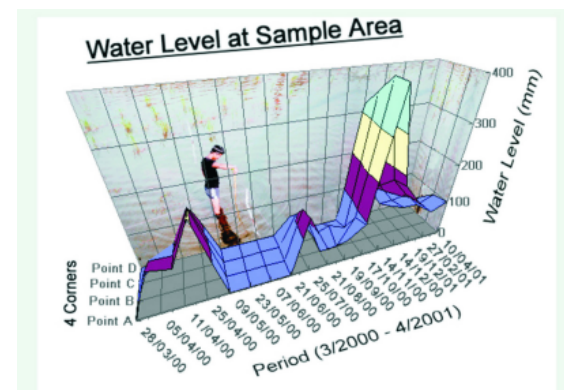 Water Level at Sample Area
400
300
200
100
0
Water Level (mm)
Point D
Point C
Point B
Point A
4 Corners
28/03/00
05/04/00
11/04/00
25/04/00
09/05/00
23/05/00
07/06/00
21/06/00
25/07/00
21/08/00
19/09/00
17/10/00
14/11/00
14/12/00
19/12/01
27/02/01
10/04/01
Period (3/2000 - 4/2001)